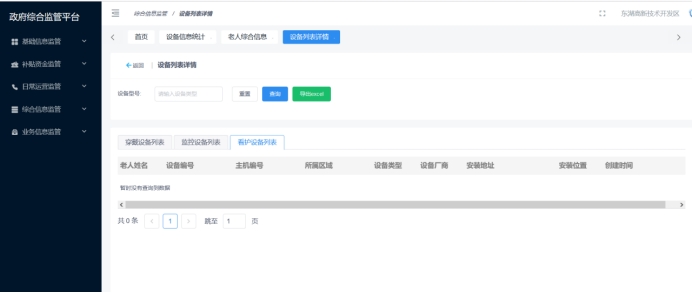 政府综合监管平台
综合信息监管 / 设备列表详情
东湖高新技术开发区
首页 设备信息统计 老人综合信息 设备列表详情
基础信息监管
补贴资金监管
日常运营监管
综合信息监管
业务信息监管
返回 设备列表详情
设备型号: 请输入设备类型 重置 查询 导出excel
穿戴设备列表 监控设备列表 看护设备列表
老人姓名 设备编号 主机编号 所属区域 设备类型 设备厂商 安装地址 安装位置 创建时间
暂时没有查询到数据
共 0 条 1 跳至 1 页